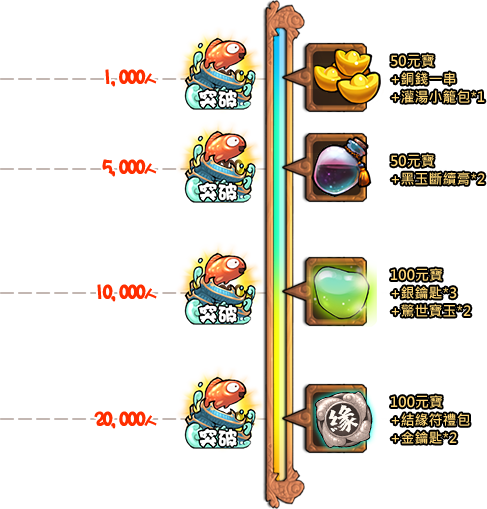 1,000人
突破
50元寶
+銅錢一串
+灌湯小龍包*1
5,000人
突破
50元寶
+黑玉斷續膏*2
10,000人
突破
100元寶
+銀鑰匙*3
+驚世寶玉*2
20,000人
突破
緣
100元寶
+結緣符禮包
+金鑰匙*2